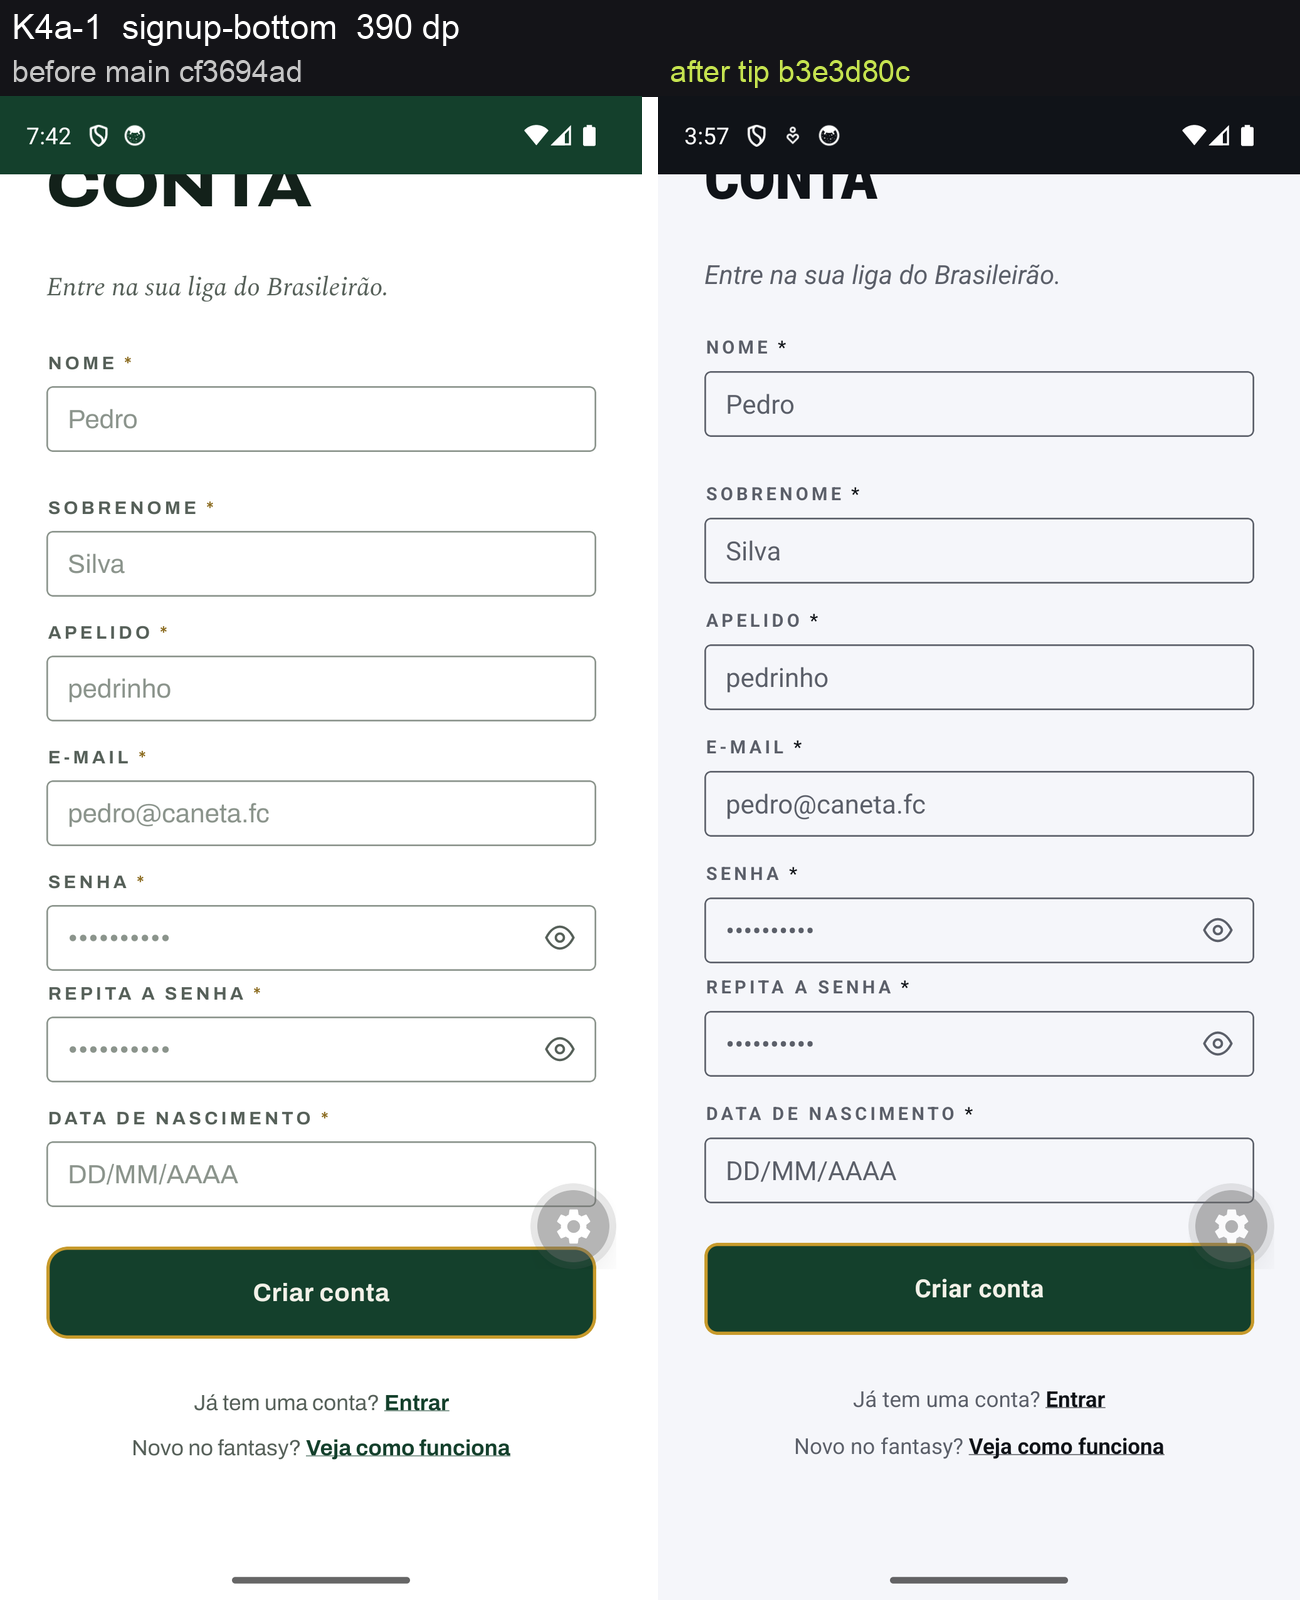 K4a-1 signup-bottom 390 dp
before main cf3694ad
after tip b3e3d80c
7:42
CONTA
Entre na sua liga do Brasileirão.
NOME *
Pedro
SOBRENOME *
Silva
APELIDO *
pedrinho
E-MAIL *
pedro@caneta.fc
SENHA *
••••••••••
REPITA A SENHA *
••••••••••
DATA DE NASCIMENTO *
DD/MM/AAAA
Criar conta
Já tem uma conta? Entrar
Novo no fantasy? Veja como funciona
3:57
CONTA
Entre na sua liga do Brasileirão.
NOME *
Pedro
SOBRENOME *
Silva
APELIDO *
pedrinho
E-MAIL *
pedro@caneta.fc
SENHA *
••••••••••
REPITA A SENHA *
••••••••••
DATA DE NASCIMENTO *
DD/MM/AAAA
Criar conta
Já tem uma conta? Entrar
Novo no fantasy? Veja como funciona